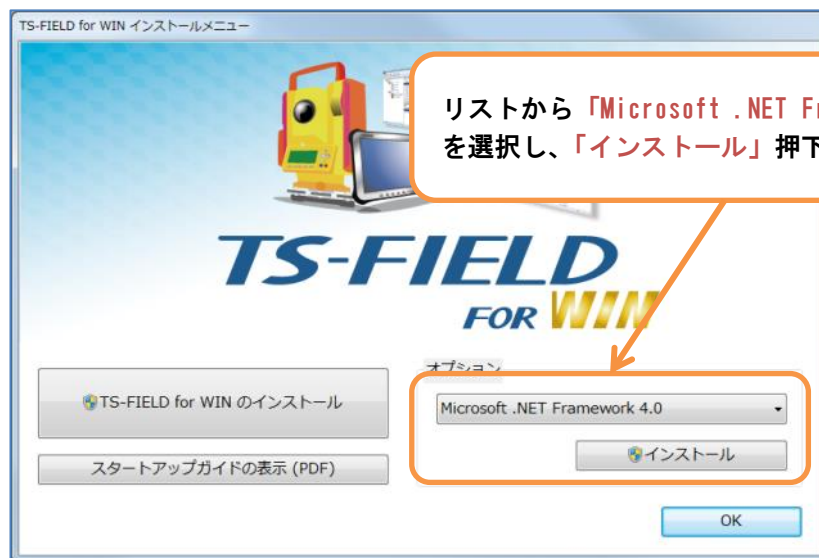 TS-FIELD for WIN インストールメニュー
リストから「Microsoft .NET Fr
を選択し、「インストール」押下
TS-FIELD
FOR WIN
オプション
TS-FIELD for WIN のインストール
Microsoft .NET Framework 4.0
インストール
スタートアップガイドの表示 (PDF)
OK